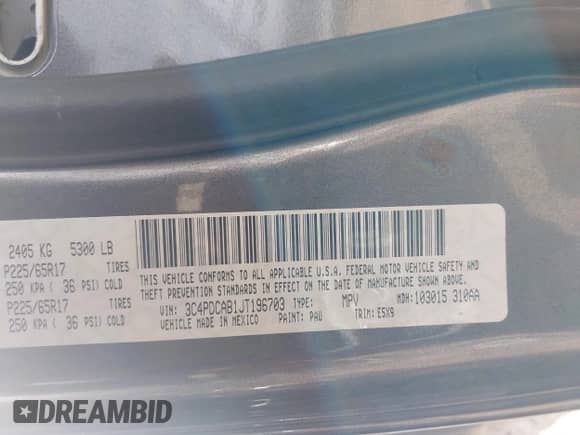 2405 KG 5300 LB
P225/65R17 TIRES
250 KPA ( 36 PSI) COLD
P225/65R17 TIRES
250 KPA ( 36 PSI) COLD
THIS VEHICLE CONFORMS TO ALL APPLICABLE U.S.A. FEDERAL MOTOR VEHICLE SAFETY AND
THEFT PREVENTION STANDARDS IN EFFECT ON THE DATE OF MANUFACTURE SHOWN ABOVE.
VIN: 3C4PDCAB1JT196703 TYPE: MPV MDH: 103015 310AA
VEHICLE MADE IN MEXICO PAINT: PAU TRIM: E5X9
DREAMBID